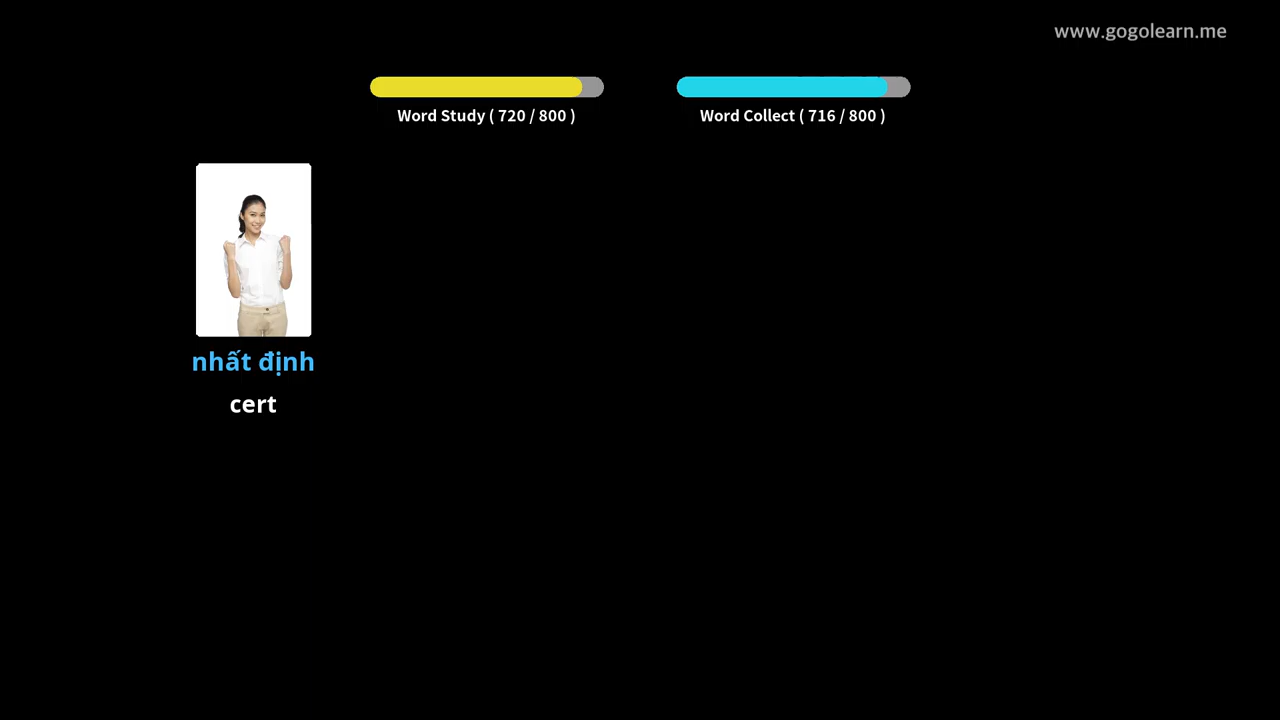 www.gogolearn.me
Word Study ( 720 / 800 )
Word Collect ( 716 / 800 )
nhất định
cert